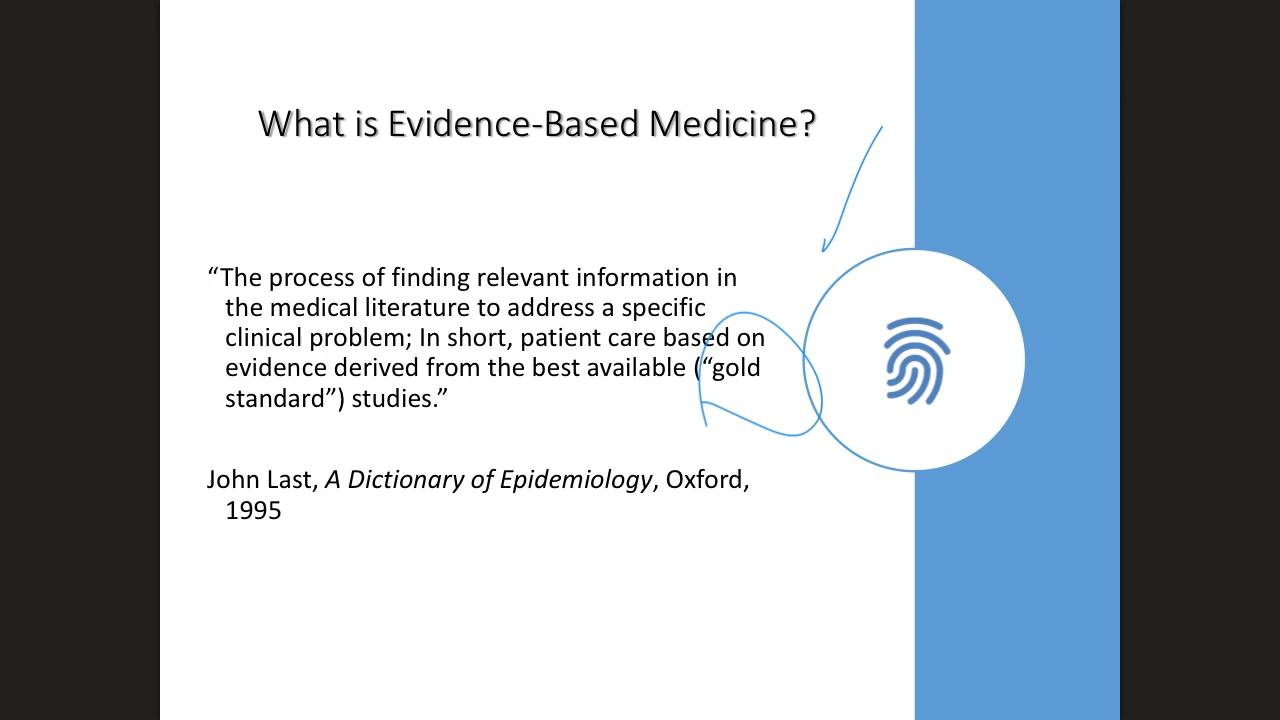 What is Evidence-Based Medicine?
“The process of finding relevant information in
the medical literature to address a specific
clinical problem; In short, patient care based on
evidence derived from the best available (“gold
standard”) studies.”
John Last, A Dictionary of Epidemiology, Oxford,
1995